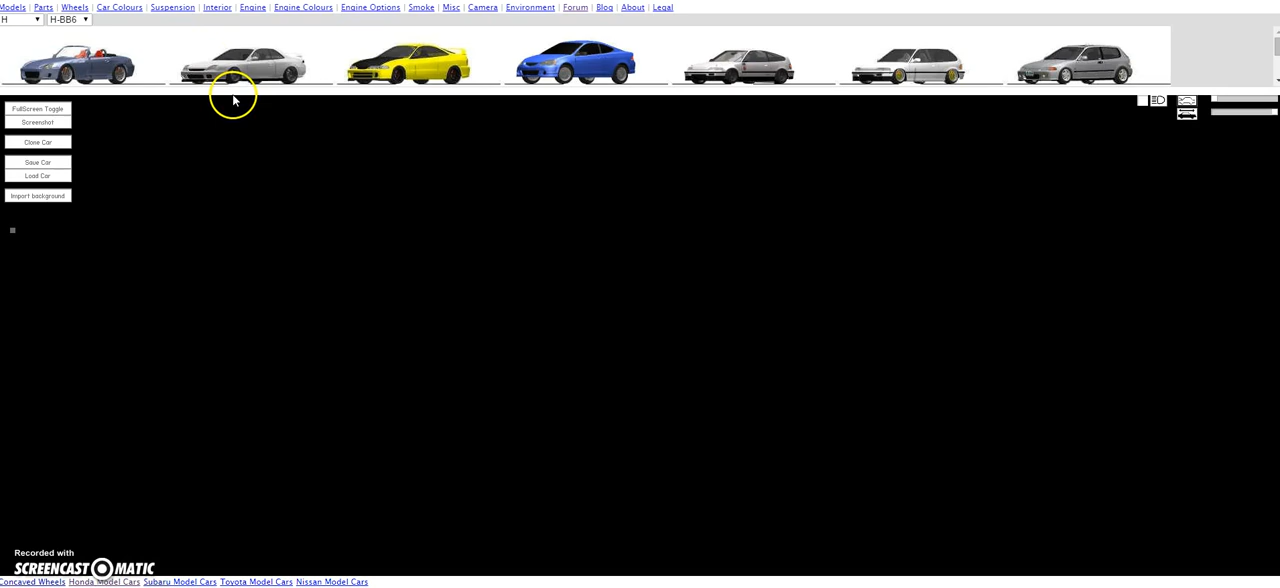 Models | Parts | Wheels | Car Colours | Suspension | Interior | Engine | Engine Colours | Engine Options | Smoke | Misc | Camera | Environment | Forum | Blog | About | Legal
H H-BB6
FullScreen Toggle
Screenshot
Clone Car
Save Car
Load Car
Import background
Recorded with
SCREENCAST-O-MATIC
Concaved Wheels Honda Model Cars Subaru Model Cars Toyota Model Cars Nissan Model Cars